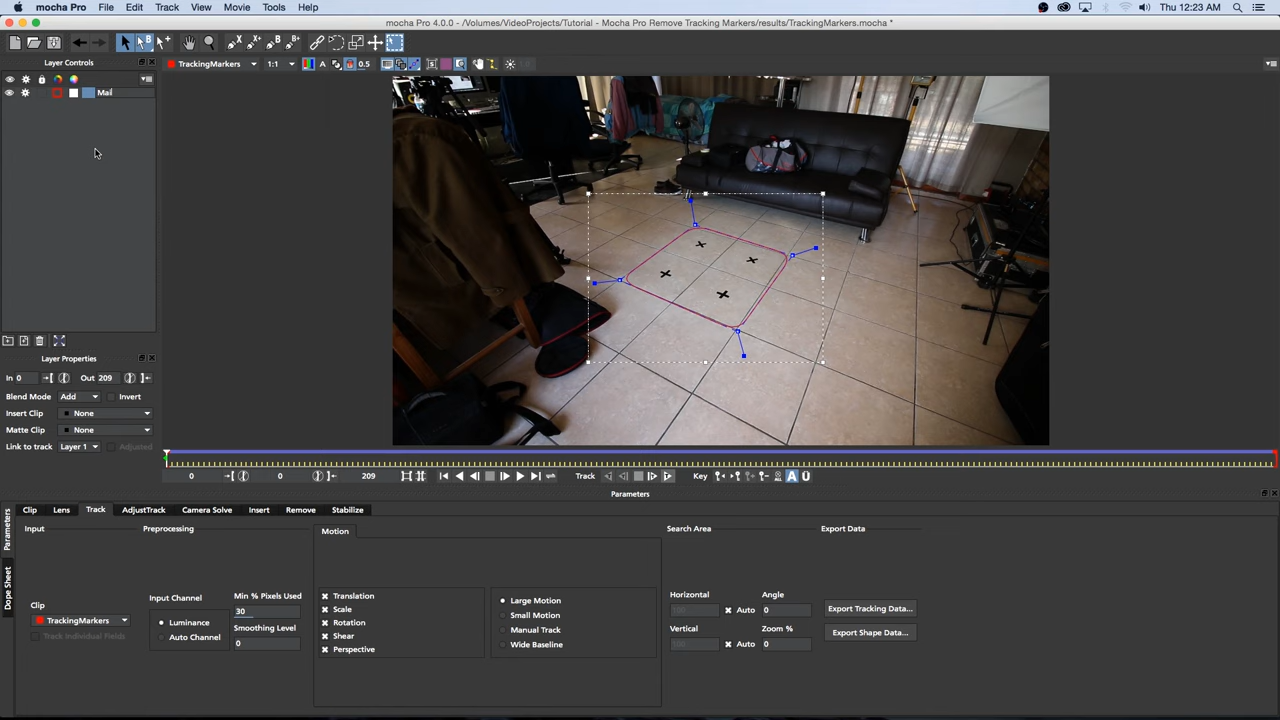 mocha Pro File Edit Track View Movie Tools Help Thu 12:23 AM
mocha Pro 4.0.0 - /Volumes/VideoProjects/Tutorial - Mocha Pro Remove Tracking Markers/results/TrackingMarkers.mocha *
Layer Controls
TrackingMarkers 1:1 A 0.5
Mail
Layer Properties
In 0 Out 209
Blend Mode Add Invert
Insert Clip None
Matte Clip None
Link to track Layer 1 Adjusted
0 0 209 Track Key A U
Parameters
Clip Lens Track AdjustTrack Camera Solve Insert Remove Stabilize
Parameters
Dope Sheet
Input Preprocessing Motion Search Area Export Data
Clip
TrackingMarkers
Track Individual Fields
Input Channel
Luminance
Auto Channel
Min % Pixels Used
30
Smoothing Level
0
Translation
Scale
Rotation
Shear
Perspective
Large Motion
Small Motion
Manual Track
Wide Baseline
Horizontal Angle
100 Auto 0
Vertical Zoom %
100 Auto 0
Export Tracking Data...
Export Shape Data...